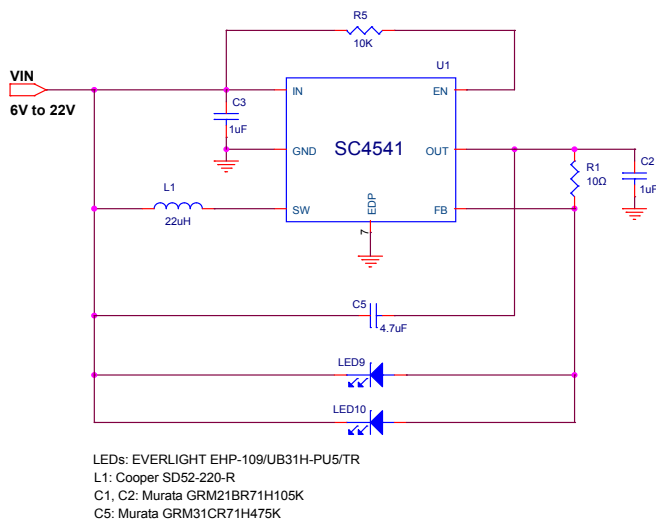 R5
10K
VIN
6V to 22V
U1
C3
1uF
IN
EN
GND
SC4541
OUT
R1
10Ω
C2
1uF
L1
22uH
SW
EDP
FB
7
C5
4.7uF
LED9
LED10
LEDs: EVERLIGHT EHP-109/UB31H-PU5/TR
L1: Cooper SD52-220-R
C1, C2: Murata GRM21BR71H105K
C5: Murata GRM31CR71H475K